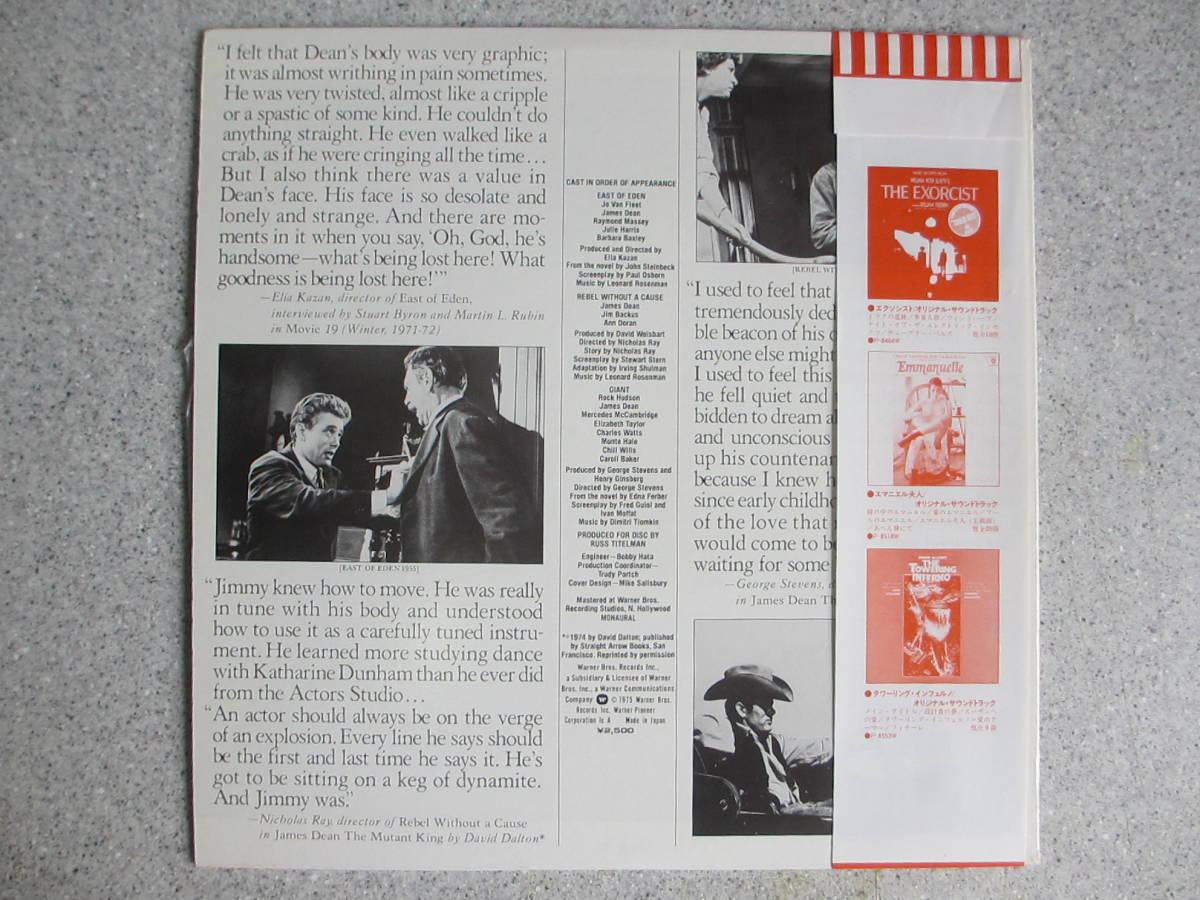 “I felt that Dean's body was very graphic;
it was almost writhing in pain sometimes.
He was very twisted, almost like a cripple
or a spastic of some kind. He couldn't do
anything straight. He even walked like a
crab, as if he were cringing all the time...
But I also think there was a value in
Dean's face. His face is so desolate and
lonely and strange. And there are mo-
ments in it when you say, ‘Oh, God, he's
handsome—what's being lost here! What
goodness is being lost here!’”
—Elia Kazan, director of East of Eden,
interviewed by Stuart Byron and Martin L. Rubin
in Movie 19 (Winter, 1971-72)
[EAST OF EDEN 1955]
“Jimmy knew how to move. He was really
in tune with his body and understood
how to use it as a carefully tuned instru-
ment. He learned more studying dance
with Katharine Dunham than he ever did
from the Actors Studio...
“An actor should always be on the verge
of an explosion. Every line he says should
be the first and last time he says it. He's
got to be sitting on a keg of dynamite.
And Jimmy was.”
—Nicholas Ray, director of Rebel Without a Cause
in James Dean The Mutant King by David Dalton*
CAST IN ORDER OF APPEARANCE
EAST OF EDEN
Jo Van Fleet
James Dean
Raymond Massey
Julie Harris
Barbara Baxley
Produced and Directed by
Elia Kazan
From the novel by John Steinbeck
Screenplay by Paul Osborn
Music by Leonard Rosenman
REBEL WITHOUT A CAUSE
James Dean
Jim Backus
Ann Doran
Produced by David Weisbart
Directed by Nicholas Ray
Story by Nicholas Ray
Screenplay by Stewart Stern
Adaptation by Irving Shulman
Music by Leonard Rosenman
GIANT
Rock Hudson
James Dean
Mercedes McCambridge
Elizabeth Taylor
Charles Watts
Monte Hale
Chill Wills
Caroll Baker
Produced by George Stevens and
Henry Ginsberg
Directed by George Stevens
From the novel by Edna Ferber
Screenplay by Fred Guiol and
Ivan Moffat
Music by Dimitri Tiomkin
PRODUCED FOR DISC BY
RUSS TITELMAN
Engineer—Bobby Hata
Production Coordinator—
Trudy Portch
Cover Design—Mike Salisbury
Mastered at Warner Bros.
Recording Studios, N. Hollywood
MONAURAL
*©1974 by David Dalton; published
by Straight Arrow Books, San
Francisco. Reprinted by permission
Warner Bros. Records Inc.,
a Subsidiary & Licensee of Warner
Bros. Inc., a Warner Communications
Company © 1975 Warner Bros.
Records Inc. Warner-Pioneer
Corporation Made in Japan
¥2,500
[REBEL WIT
“I used to feel that
tremendously ded
ble beacon of his
anyone else might
I used to feel this
he fell quiet and
bidden to dream a
and unconscious
up his countenan
because I knew h
since early childho
of the love that
would come to be
waiting for some
—George Stevens, d
in James Dean Th
THE EXORCIST
●エクソシスト/オリジナル・サウンドトラック
Emmanuelle
●エマニエル夫人/
オリジナル・サウンドトラック
THE
TOWERING
INFERNO
●タワーリング・インフェルノ/
オリジナル・サウンドトラック